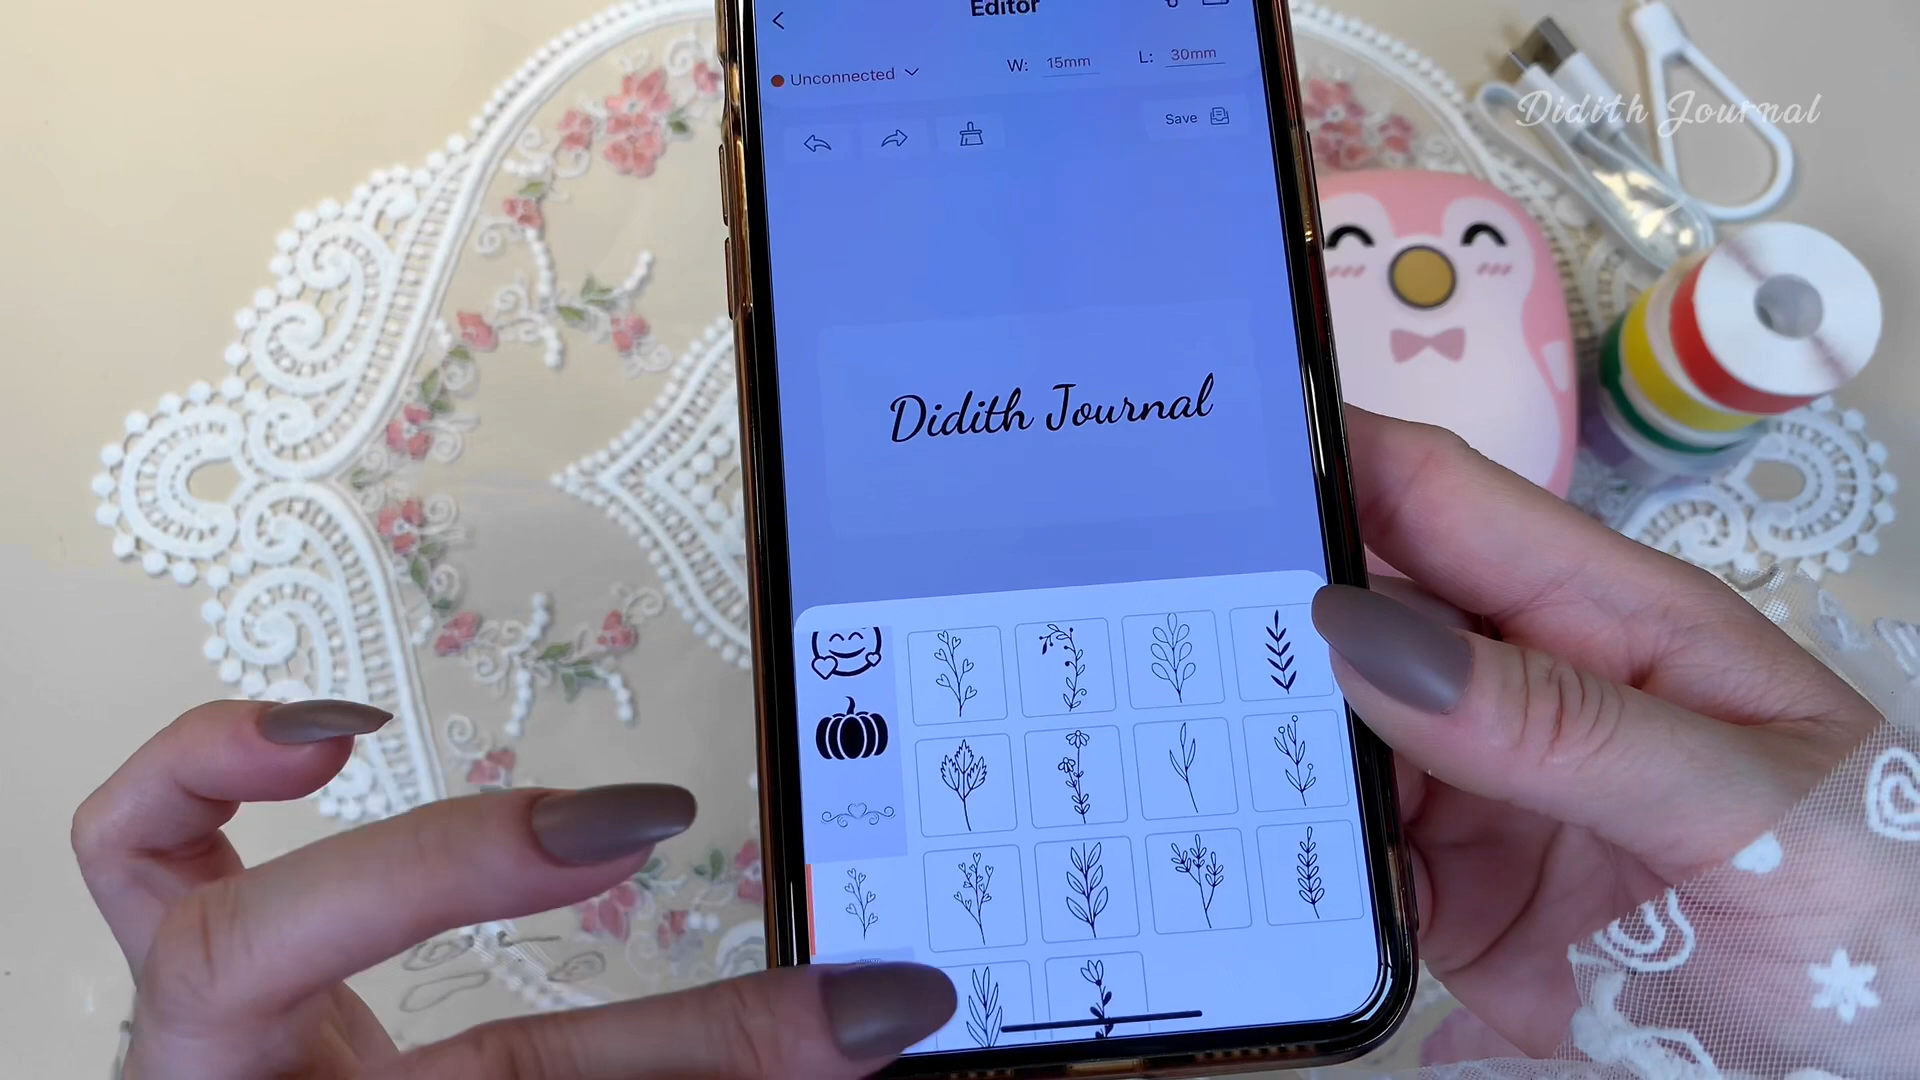 Editor
Unconnected W: 15mm L: 30mm
Save
Didith Journal
Didith Journal